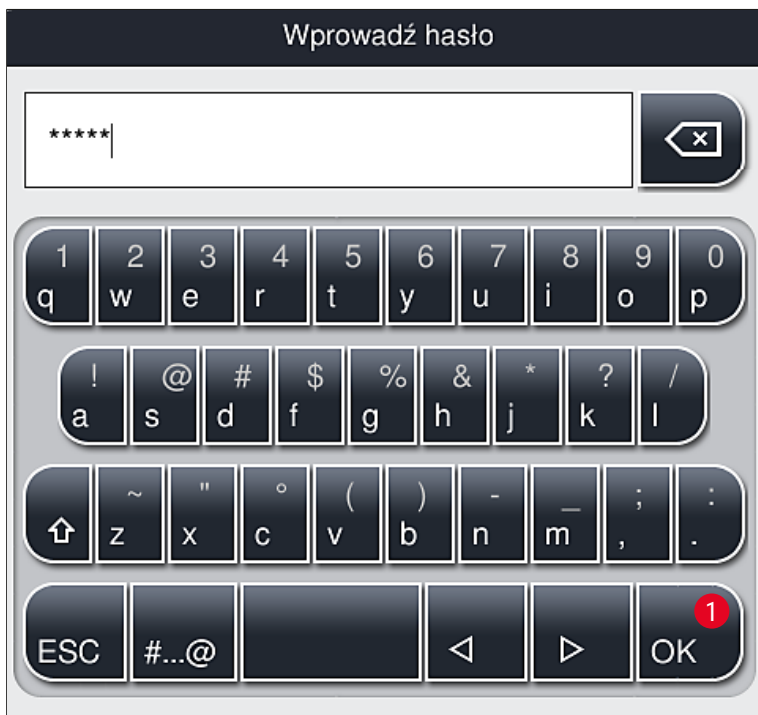 Wprowadź hasło
*****
1 2 3 4 5 6 7 8 9 0
q w e r t y u i o p
! @ # $ % & * ? /
a s d f g h j k l
~ " ° ( ) - _ ; :
z x c v b n m , .
1
ESC #...@ OK